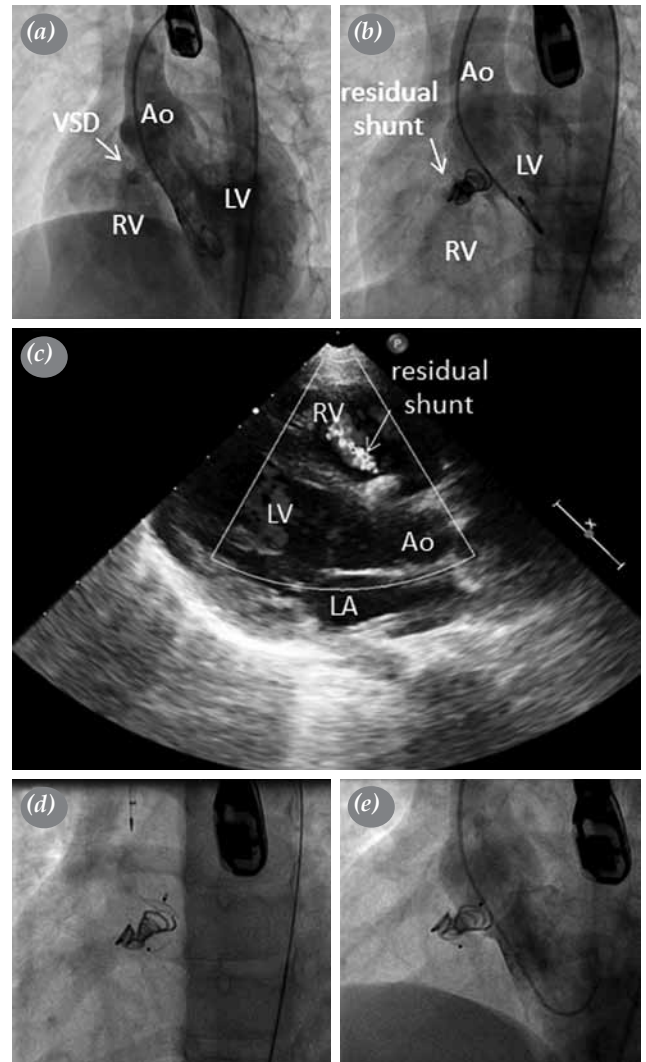 (a)
Ao
VSD
LV
RV
(b)
Ao
residual
shunt
LV
RV
(c)
P
residual
shunt
RV
LV
Ao
LA
x
(d)
(e)